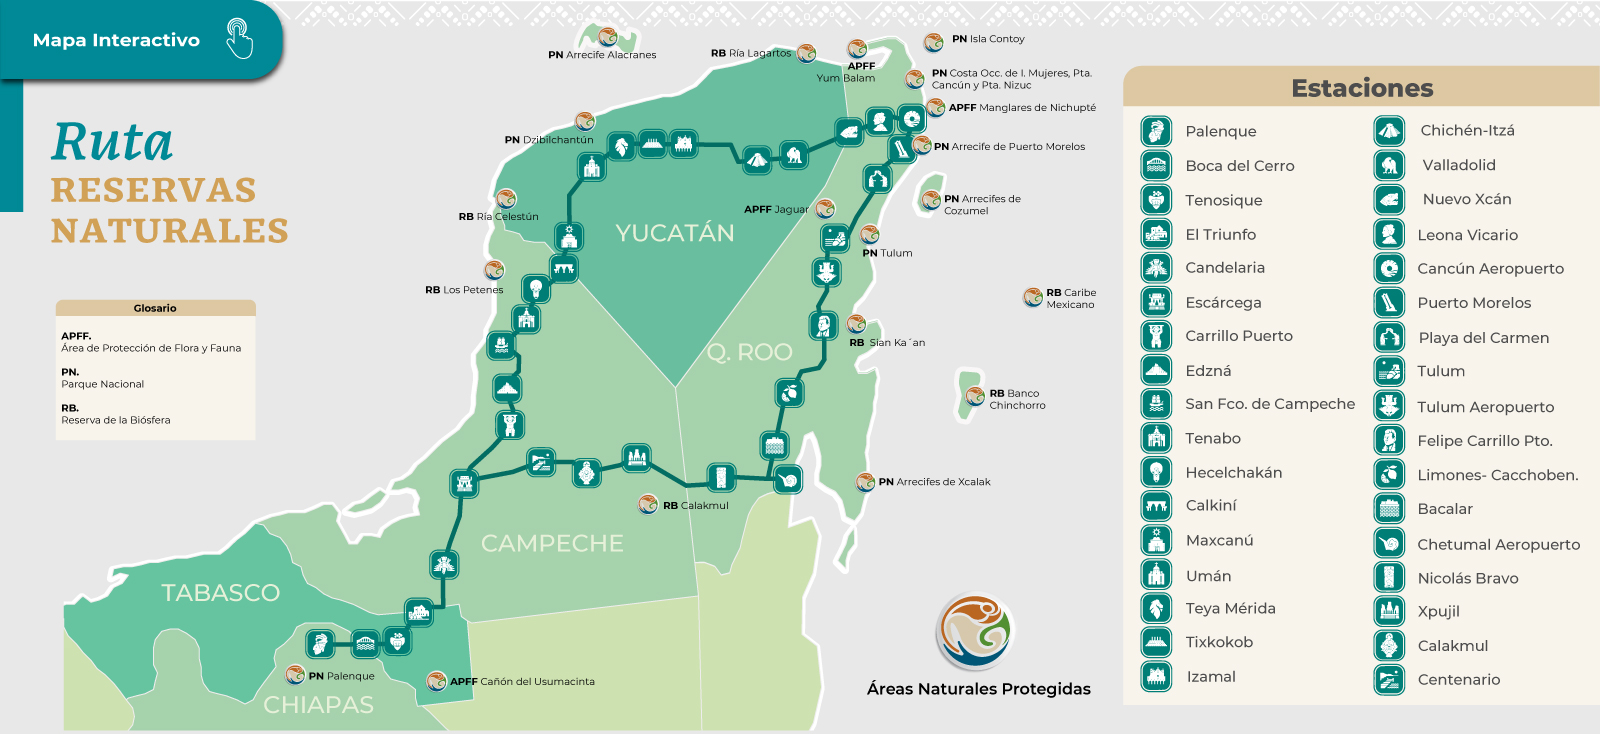 Mapa Interactivo
Ruta
RESERVAS
NATURALES
Glosario
APFF.
Área de Protección de Flora y Fauna
PN.
Parque Nacional
RB.
Reserva de la Biósfera
PN Arrecife Alacranes
RB Ría Lagartos
APFF
Yum Balam
PN Isla Contoy
PN Costa Occ. de I. Mujeres, Pta.
Cancún y Pta. Nizuc
APFF Manglares de Nichupté
PN Dzibilchantún
PN Arrecife de Puerto Morelos
RB Ría Celestún
APFF Jaguar
PN Arrecifes de
Cozumel
YUCATÁN
PN Tulum
RB Los Petenes
RB Caribe
Mexicano
Q. ROO
RB Sian Ka´an
RB Banco
Chinchorro
PN Arrecifes de Xcalak
RB Calakmul
CAMPECHE
TABASCO
PN Palenque
APFF Cañón del Usumacinta
CHIAPAS
Áreas Naturales Protegidas
Estaciones
Palenque
Boca del Cerro
Tenosique
El Triunfo
Candelaria
Escárcega
Carrillo Puerto
Edzná
San Fco. de Campeche
Tenabo
Hecelchakán
Calkiní
Maxcanú
Umán
Teya Mérida
Tixkokob
Izamal
Chichén-Itzá
Valladolid
Nuevo Xcán
Leona Vicario
Cancún Aeropuerto
Puerto Morelos
Playa del Carmen
Tulum
Tulum Aeropuerto
Felipe Carrillo Pto.
Limones- Cacchoben.
Bacalar
Chetumal Aeropuerto
Nicolás Bravo
Xpujil
Calakmul
Centenario